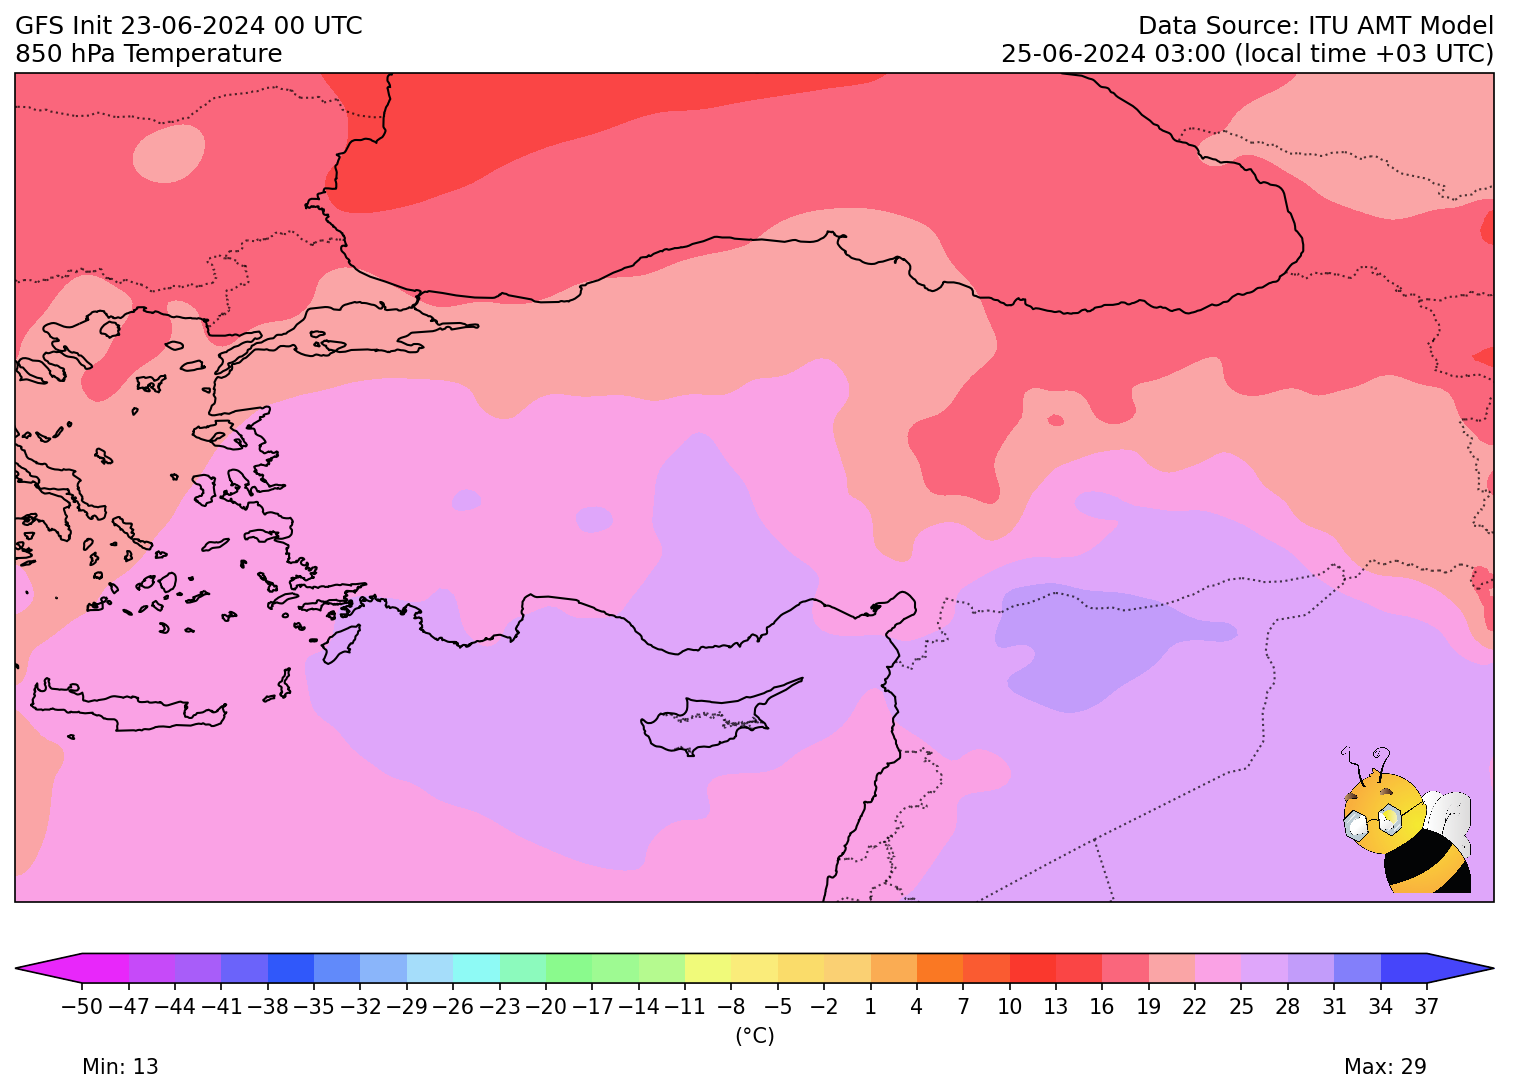 GFS Init 23-06-2024 00 UTC
Data Source: ITU AMT Model
850 hPa Temperature
25-06-2024 03:00 (local time +03 UTC)
−50 −47 −44 −41 −38 −35 −32 −29 −26 −23 −20 −17 −14 −11 −8 −5 −2 1 4 7 10 13 16 19 22 25 28 31 34 37
(°C)
Min: 13
Max: 29